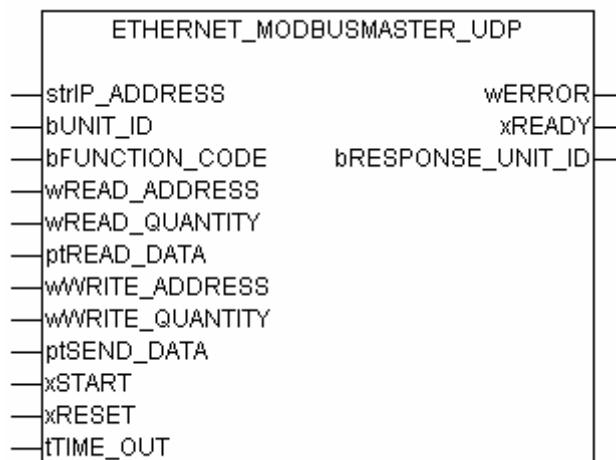 ETHERNET_MODBUSMASTER_UDP
strIP_ADDRESS wERROR
bUNIT_ID xREADY
bFUNCTION_CODE bRESPONSE_UNIT_ID
wREAD_ADDRESS
wREAD_QUANTITY
ptREAD_DATA
wWRITE_ADDRESS
wWRITE_QUANTITY
ptSEND_DATA
xSTART
xRESET
tTIME_OUT